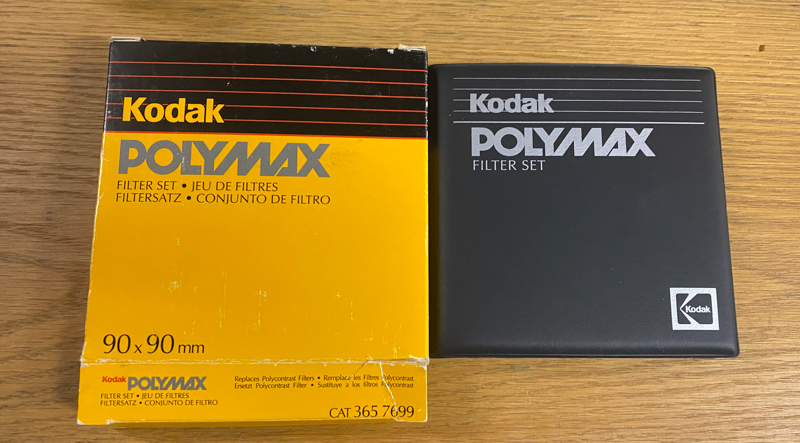 Kodak
POLYMAX
FILTER SET • JEU DE FILTRES
FILTERSATZ • CONJUNTO DE FILTRO
90 x 90 mm
Kodak POLYMAX
FILTER SET • JEU DE FILTRES
FILTERSATZ • CONJUNTO DE FILTRO
Replaces Polycontrast Filters • Remplace les Filtres Polycontrast
Ersetzt Polycontrast Filter • Sustituye a los filtros Polycontrast
CAT 365 7699
Kodak
POLYMAX
FILTER SET
Kodak